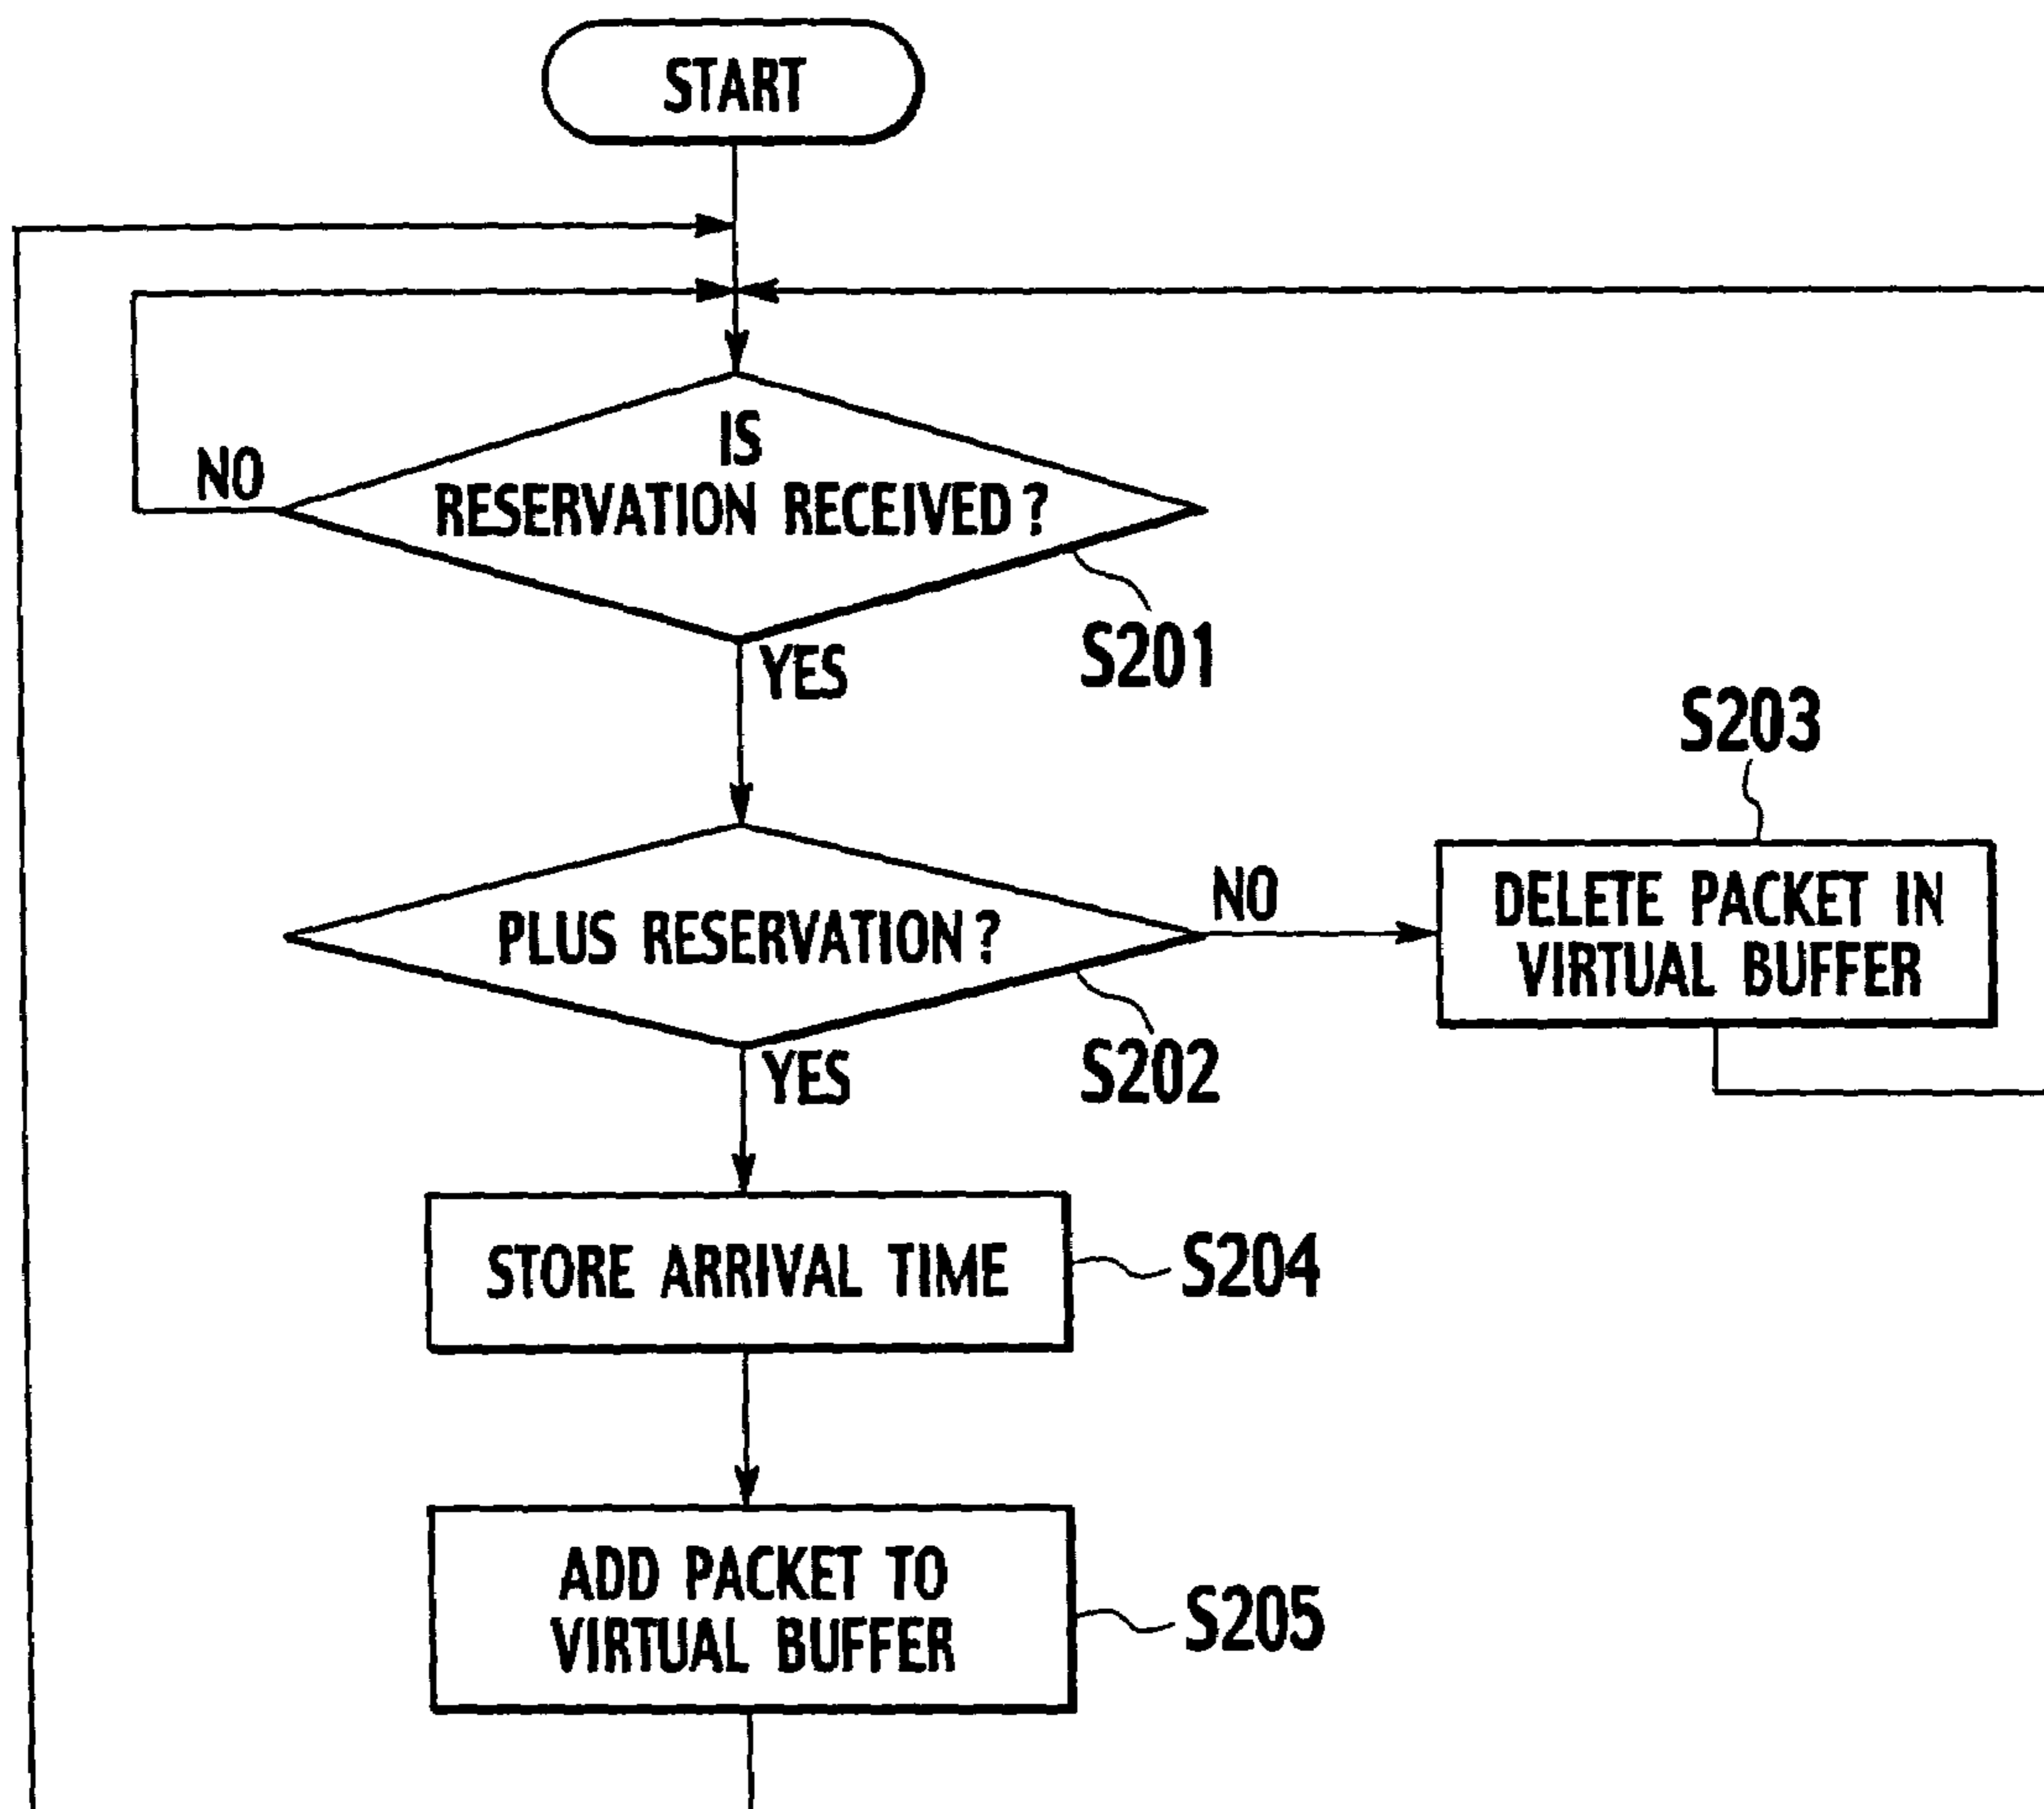 START
IS
RESERVATION RECEIVED?
NO
S201
YES
S203
PLUS RESERVATION?
NO
DELETE PACKET IN
VIRTUAL BUFFER
S202
YES
STORE ARRIVAL TIME
S204
ADD PACKET TO
VIRTUAL BUFFER
S205